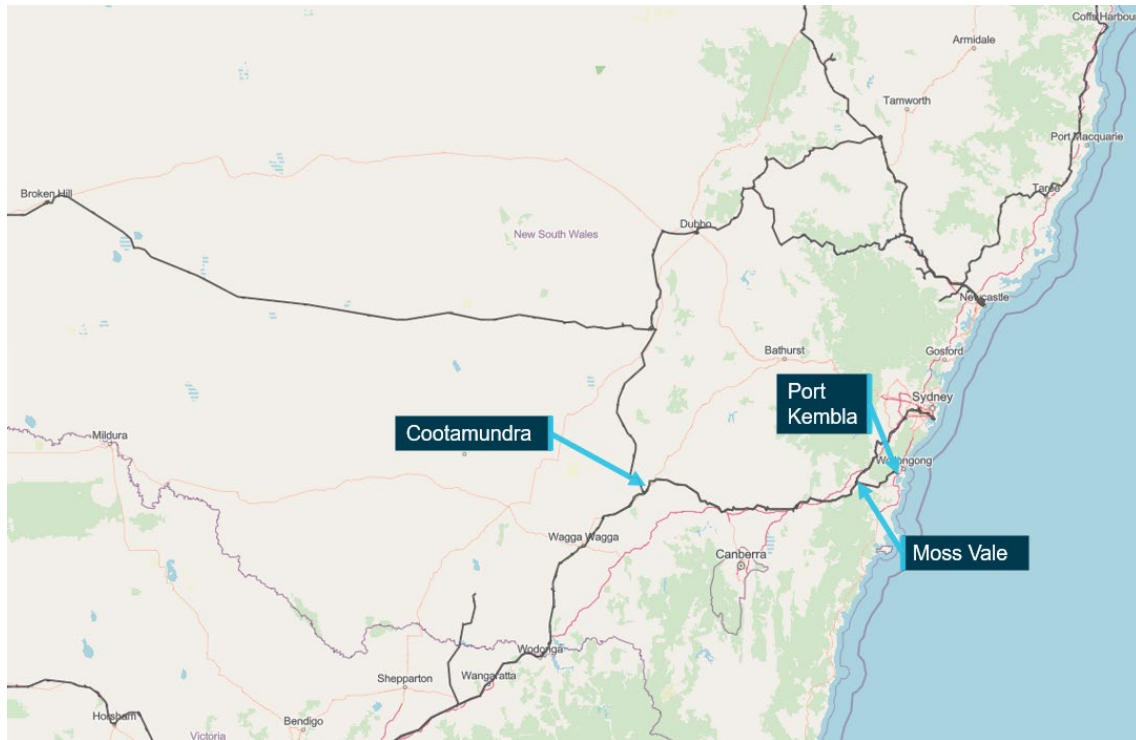 Coffs Harbour
Armidale
Tamworth
Port Macquarie
Taree
Broken Hill
Dubbo
New South Wales
Newcastle
Bathurst
Gosford
Port
Kembla
Sydney
Cootamundra
Mildura
Wollongong
Wagga Wagga
Canberra
Moss Vale
Wodonga
Shepparton
Wangaratta
Horsham
Bendigo
Victoria